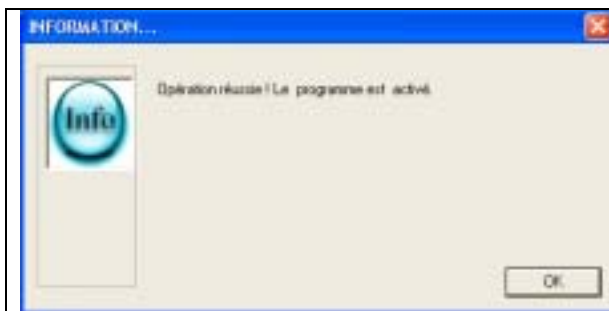 INFORMATION...
Info
Opération réussie ! Le programme est activé.
OK